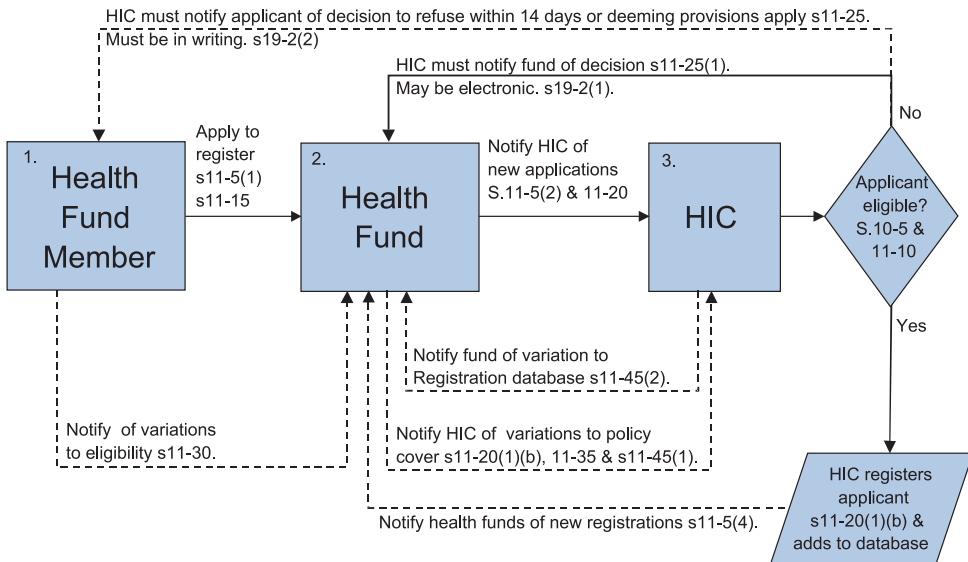 HIC must notify applicant of decision to refuse within 14 days or deeming provisions apply s11-25.
Must be in writing. s19-2(2)
HIC must notify fund of decision s11-25(1).
May be electronic. s19-2(1).
No
1.
Health
Fund
Member
Apply to
register
s11-5(1)
s11-15
2.
Health
Fund
Notify HIC of
new applications
S.11-5(2) & 11-20
3.
HIC
Applicant
eligible?
S.10-5 &
11-10
Yes
Notify fund of variation to
Registration database s11-45(2).
Notify of variations
to eligibility s11-30.
Notify HIC of variations to policy
cover s11-20(1)(b), 11-35 & s11-45(1).
Notify health funds of new registrations s11-5(4).
HIC registers
applicant
s11-20(1)(b) &
adds to database